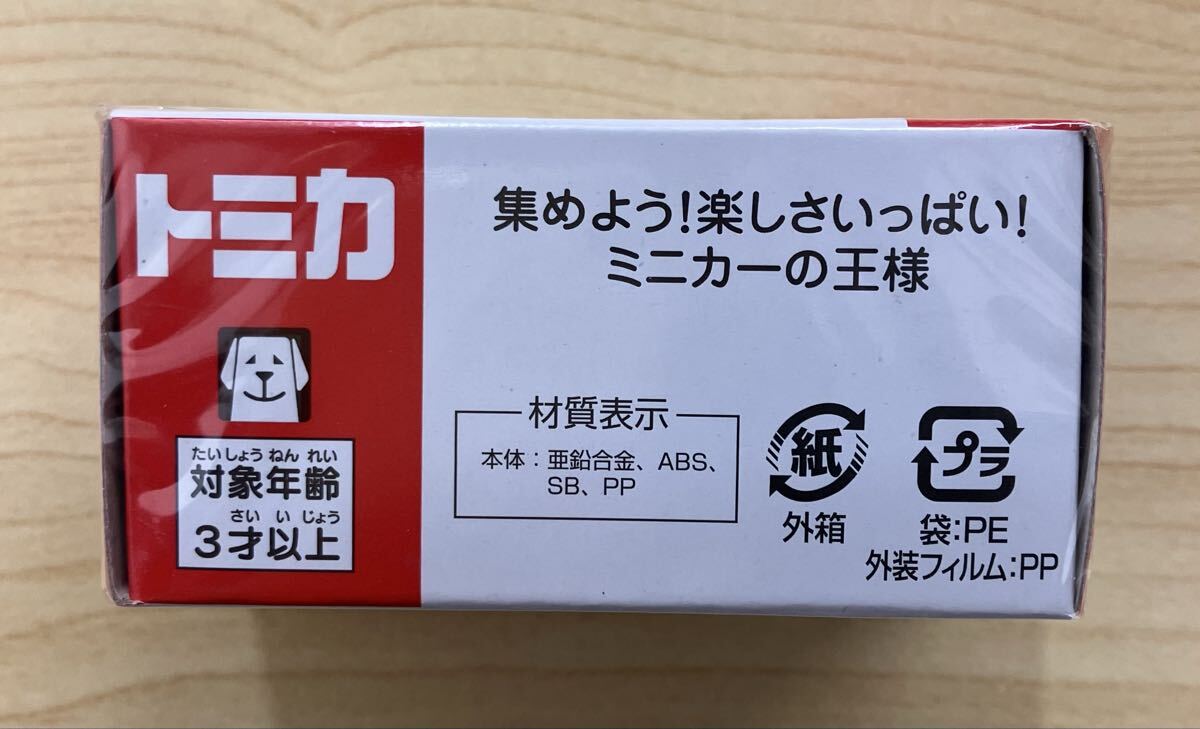 トミカ
集めよう!楽しさいっぱい!
ミニカーの王様
たいしょうねんれい
対象年齢
さいいじょう
3才以上
材質表示
本体:亜鉛合金、ABS、
SB、PP
紙
外箱
プラ
袋:PE
外装フィルム:PP